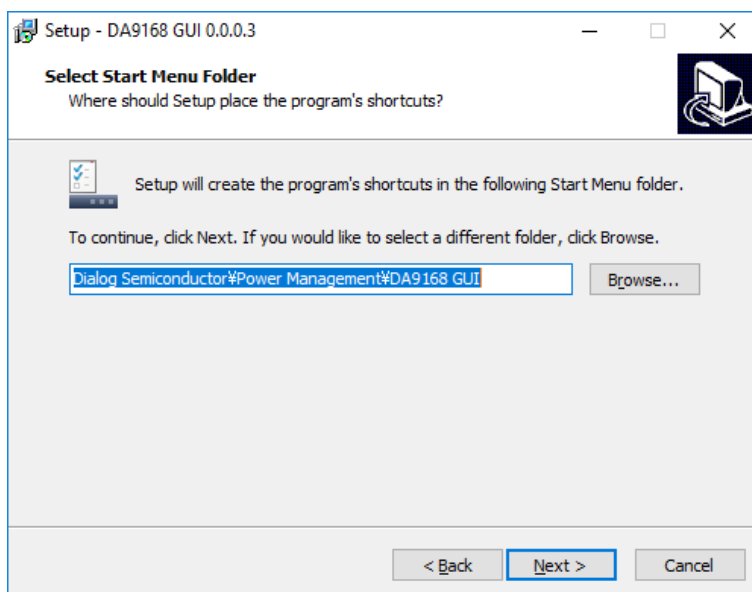 Setup - DA9168 GUI 0.0.0.3
Select Start Menu Folder
Where should Setup place the program's shortcuts?
Setup will create the program's shortcuts in the following Start Menu folder.
To continue, click Next. If you would like to select a different folder, click Browse.
Dialog Semiconductor¥Power Management¥DA9168 GUI
Browse...
< Back
Next >
Cancel